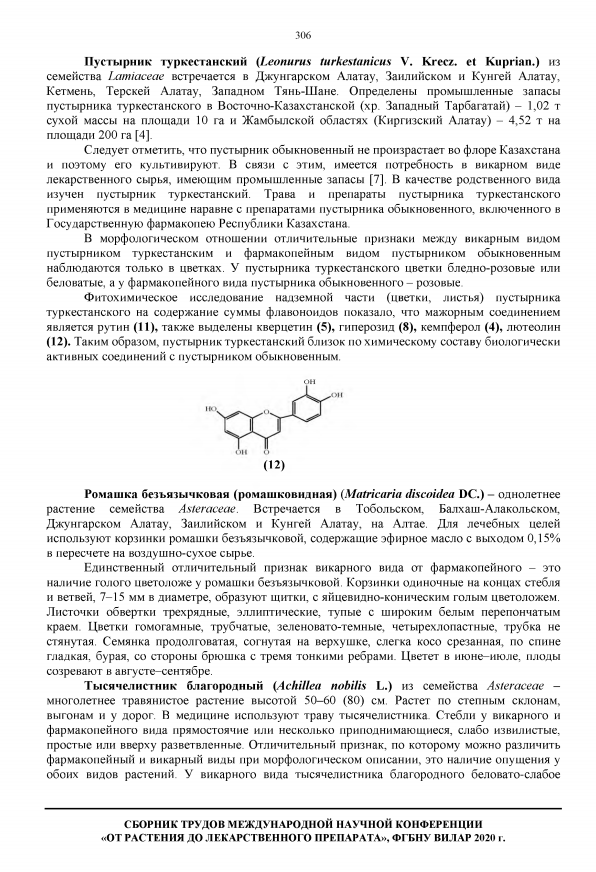 306
Пустырник туркестанский (Leonurus turkestanicus V. Krecz. et Kuprian.) из
семейства Lamiaceae встречается в Джунгарском Алатау, Заилийском и Кунгей Алатау,
Кетмень, Терскей Алатау, Западном Тянь-Шане. Определены промышленные запасы
пустырника туркестанского в Восточно-Казахстанской (хр. Западный Тарбагатай) – 1,02 т
сухой массы на площади 10 га и Жамбылской областях (Киргизский Алатау) – 4,52 т на
площади 200 га [4].
Следует отметить, что пустырник обыкновенный не произрастает во флоре Казахстана
и поэтому его культивируют. В связи с этим, имеется потребность в викарном виде
лекарственного сырья, имеющим промышленные запасы [7]. В качестве родственного вида
изучен пустырник туркестанский. Трава и препараты пустырника туркестанского
применяются в медицине наравне с препаратами пустырника обыкновенного, включенного в
Государственную фармакопею Республики Казахстана.
В морфологическом отношении отличительные признаки между викарным видом
пустырником туркестанским и фармакопейным видом пустырником обыкновенным
наблюдаются только в цветках. У пустырника туркестанского цветки бледно-розовые или
беловатые, а у фармакопейного вида пустырника обыкновенного – розовые.
Фитохимическое исследование надземной части (цветки, листья) пустырника
туркестанского на содержание суммы флавоноидов показало, что мажорным соединением
является рутин (11), также выделены кверцетин (5), гиперозид (8), кемпферол (4), лютеолин
(12). Таким образом, пустырник туркестанский близок по химическому составу биологически
активных соединений с пустырником обыкновенным.
OH
OH
HO
O
OH
O
(12)
Ромашка безъязычковая (ромашковидная) (Matricaria discoidea DC.) – однолетнее
растение семейства Asteraceae. Встречается в Тобольском, Балхаш-Алакольском,
Джунгарском Алатау, Заилийском и Кунгей Алатау, на Алтае. Для лечебных целей
используют корзинки ромашки безъязычковой, содержащие эфирное масло с выходом 0,15%
в пересчете на воздушно-сухое сырье.
Единственный отличительный признак викарного вида от фармакопейного – это
наличие голого цветоложе у ромашки безъязычковой. Корзинки одиночные на концах стебля
и ветвей, 7–15 мм в диаметре, образуют щитки, с яйцевидно-коническим голым цветоложем.
Листочки обвертки трехрядные, эллиптические, тупые с широким белым перепончатым
краем. Цветки гомогамные, трубчатые, зеленовато-темные, четырехлопастные, трубка не
стянутая. Семянка продолговатая, согнутая на верхушке, слегка косо срезанная, по спине
гладкая, бурая, со стороны брюшка с тремя тонкими ребрами. Цветет в июне–июле, плоды
созревают в августе–сентябре.
Тысячелистник благородный (Achillea nobilis L.) из семейства Asteraceae –
многолетнее травянистое растение высотой 50–60 (80) см. Растет по степным склонам,
выгонам и у дорог. В медицине используют траву тысячелистника. Стебли у викарного и
фармакопейного вида прямостоячие или несколько приподнимающиеся, слабо извилистые,
простые или вверху разветвленные. Отличительный признак, по которому можно различить
фармакопейный и викарный виды при морфологическом описании, это наличие опущения у
обоих видов растений. У викарного вида тысячелистника благородного беловато-слабое
СБОРНИК ТРУДОВ МЕЖДУНАРОДНОЙ НАУЧНОЙ КОНФЕРЕНЦИИ
«ОТ РАСТЕНИЯ ДО ЛЕКАРСТВЕННОГО ПРЕПАРАТА», ФГБНУ ВИЛАР 2020 г.